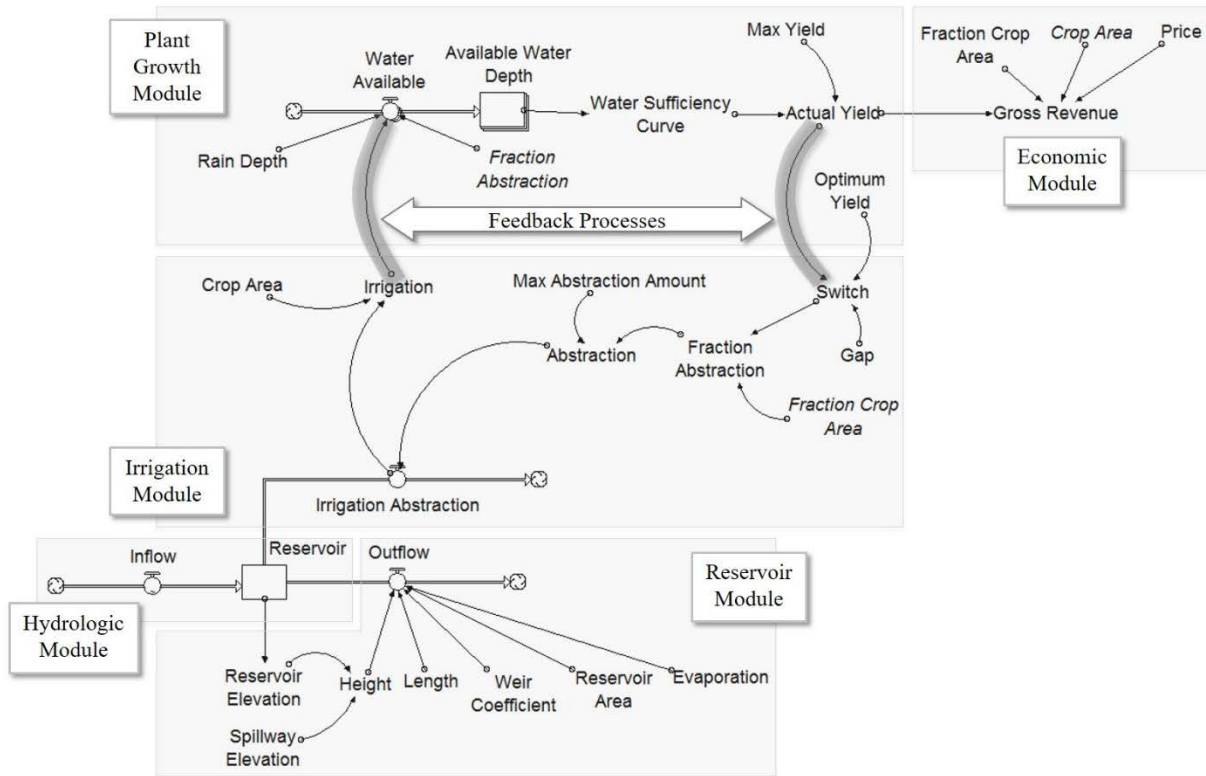 Plant
Growth
Module
Water
Available
Available Water
Depth
Max Yield
Fraction Crop
Area
Crop Area
Price
Water Sufficiency
Curve
Actual Yield
Gross Revenue
Rain Depth
Fraction
Abstraction
Economic
Module
Optimum
Yield
Feedback Processes
Crop Area
Irrigation
Max Abstraction Amount
Switch
Abstraction
Fraction
Abstraction
Gap
Fraction Crop
Area
Irrigation
Module
Irrigation Abstraction
Inflow
Reservoir
Outflow
Reservoir
Module
Hydrologic
Module
Reservoir
Elevation
Height
Length
Weir
Coefficient
Reservoir
Area
Evaporation
Spillway
Elevation